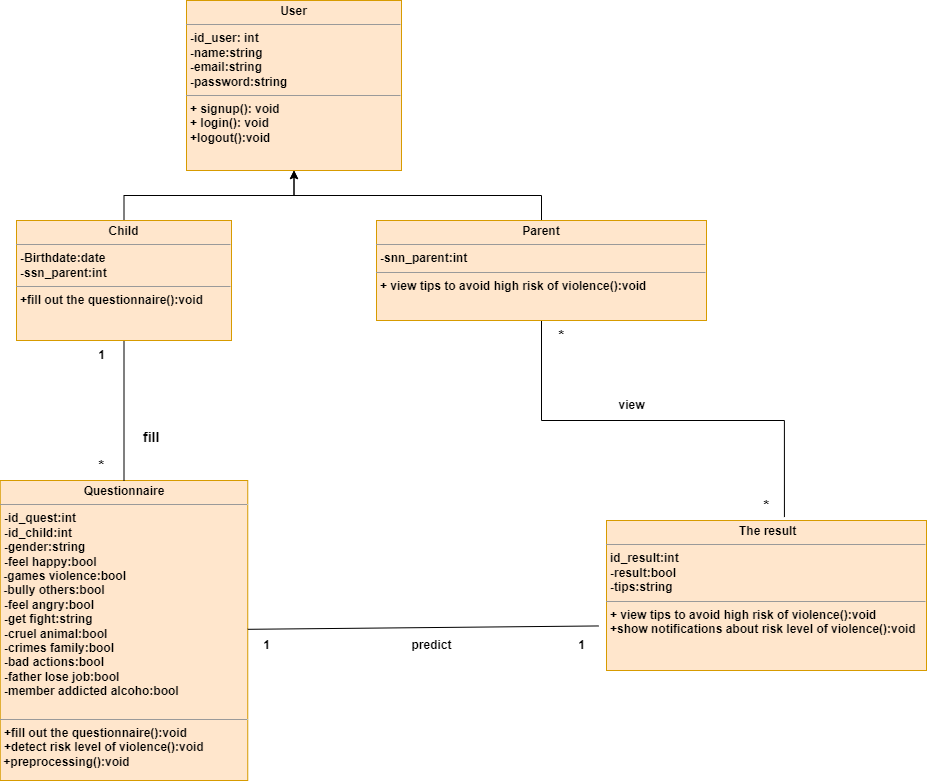 User
-id_user: int
-name:string
-email:string
-password:string
+ signup(): void
+ login(): void
+logout():void
Child
-Birthdate:date
-ssn_parent:int
+fill out the questionnaire():void
Parent
-snn_parent:int
+ view tips to avoid high risk of violence():void
1
*
view
fill
*
*
Questionnaire
-id_quest:int
-id_child:int
-gender:string
-feel happy:bool
-games violence:bool
-bully others:bool
-feel angry:bool
-get fight:string
-cruel animal:bool
-crimes family:bool
-bad actions:bool
-father lose job:bool
-member addicted alcoho:bool
+fill out the questionnaire():void
+detect risk level of violence():void
+preprocessing():void
The result
id_result:int
-result:bool
-tips:string
+ view tips to avoid high risk of violence():void
+show notifications about risk level of violence():void
1
predict
1